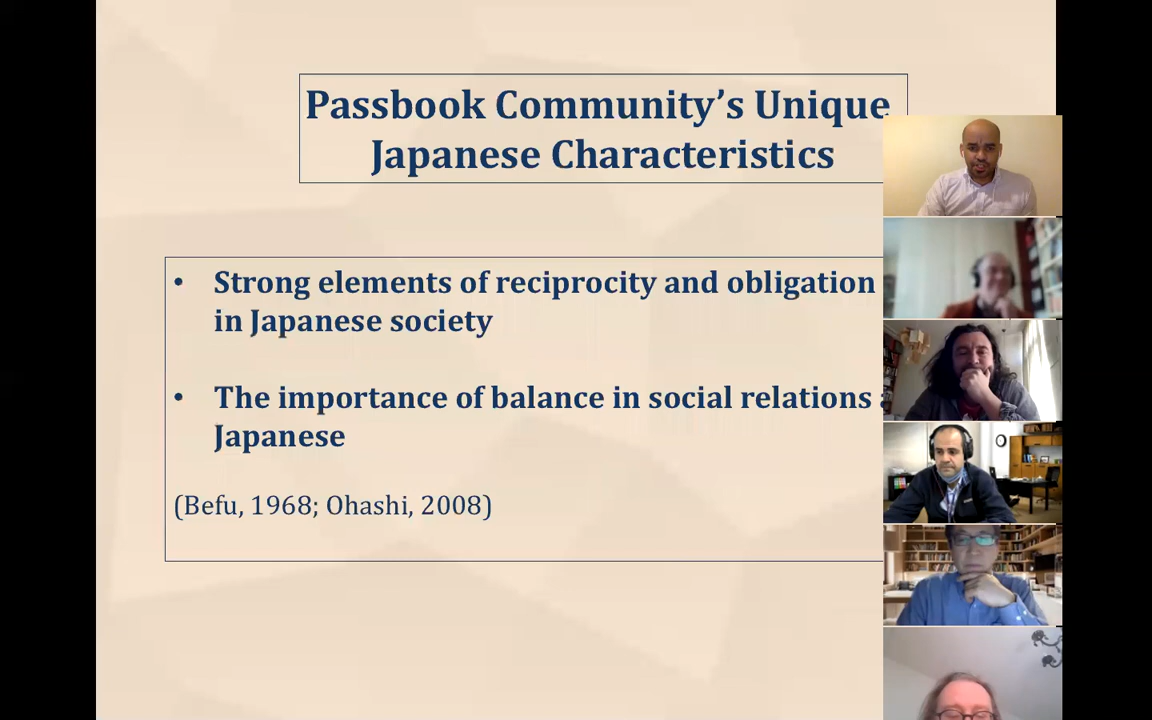 Passbook Community’s Unique
Japanese Characteristics
• Strong elements of reciprocity and obligation
in Japanese society
• The importance of balance in social relations
Japanese
(Befu, 1968; Ohashi, 2008)